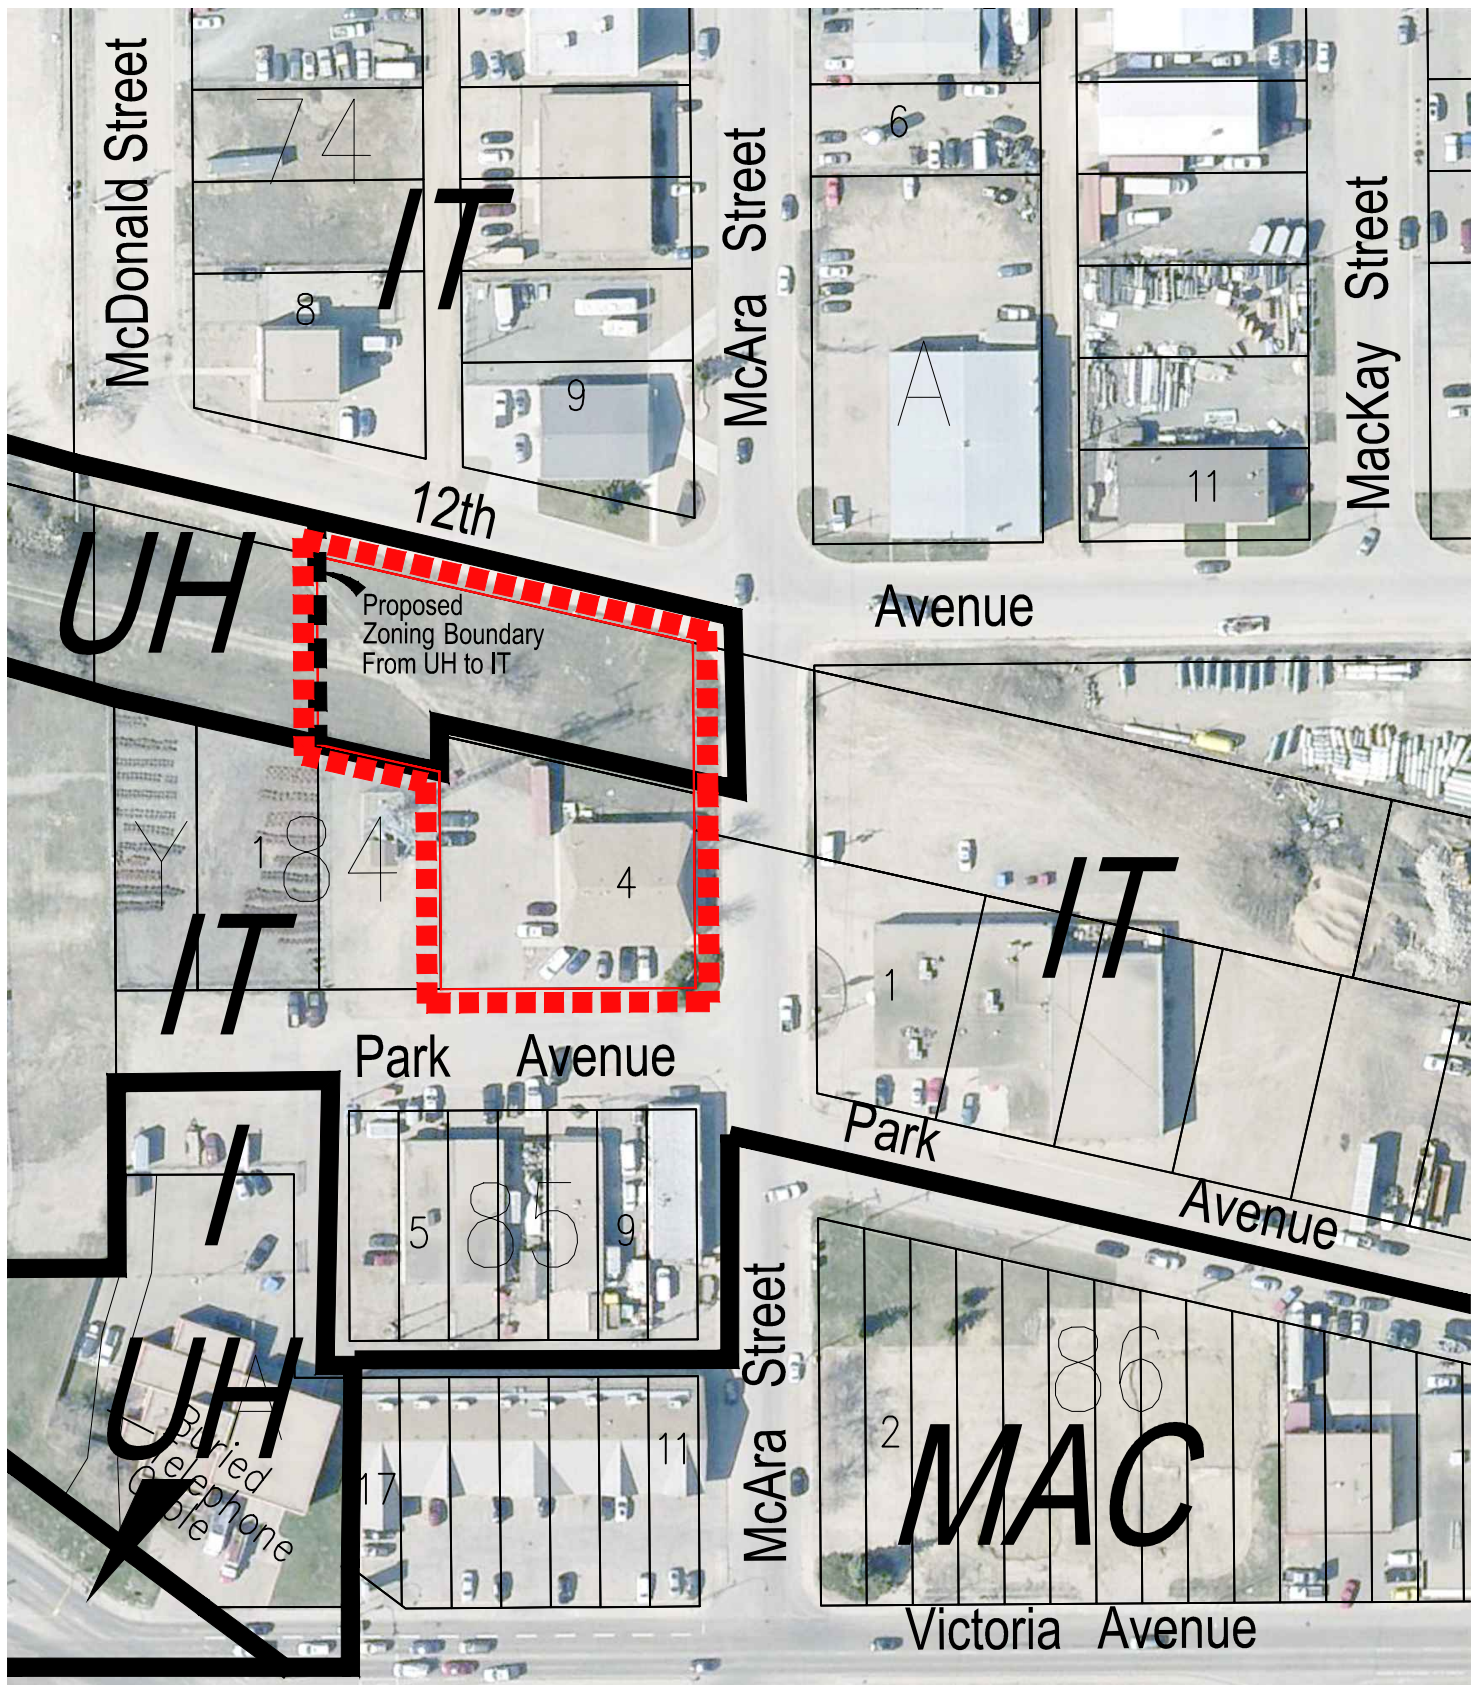 McDonald Street
74
IT
8
9
McAra Street
6
A
MacKay Street
11
12th
Avenue
UH
Proposed
Zoning Boundary
From UH to IT
Y
1
84
4
IT
IT
1
Park Avenue
Park
Avenue
I
5
85
9
UH
A
Buried
Telephone
Cable
17
11
McAra Street
2
86
MAC
Victoria Avenue